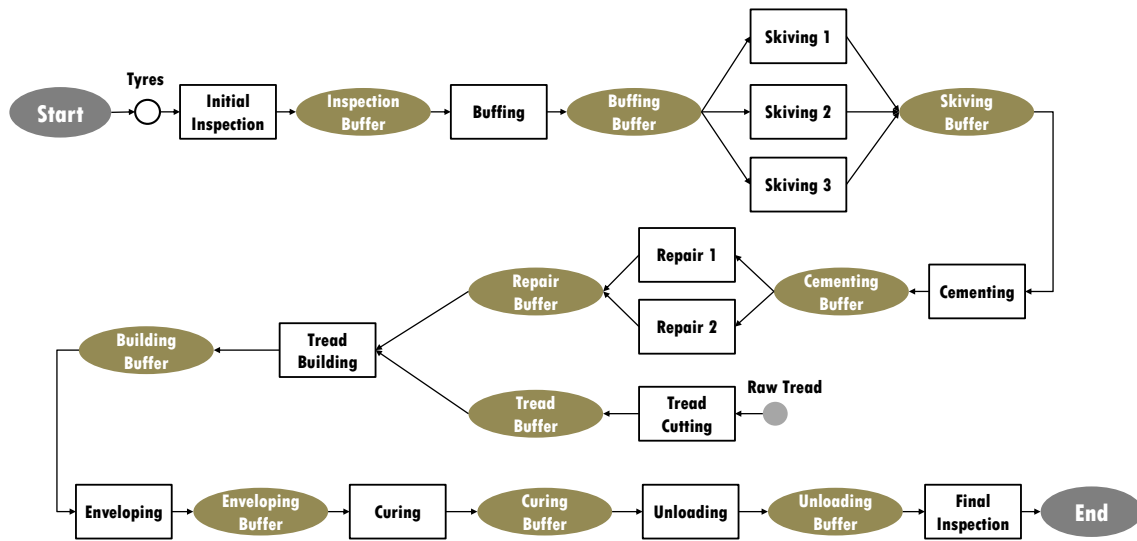 Tyres
Start
Initial
Inspection
Inspection
Buffer
Buffing
Buffing
Buffer
Skiving 1
Skiving 2
Skiving 3
Skiving
Buffer
Repair 1
Repair 2
Repair
Buffer
Cementing
Buffer
Cementing
Building
Buffer
Tread
Building
Tread
Buffer
Tread
Cutting
Raw Tread
Enveloping
Enveloping
Buffer
Curing
Curing
Buffer
Unloading
Unloading
Buffer
Final
Inspection
End